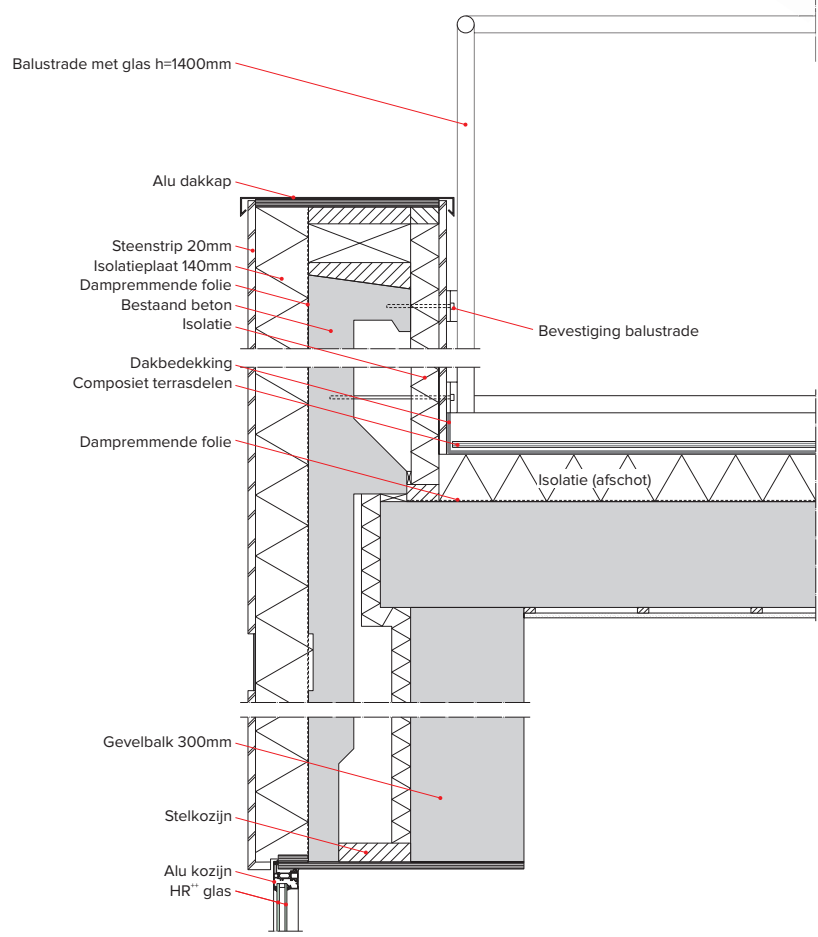 Balustrade met glas h=1400mm
Alu dakkap
Steenstrip 20mm
Isolatieplaat 140mm
Dampremmende folie
Bestaand beton
Isolatie
Bevestiging balustrade
Dakbedekking
Composiet terrasdelen
Dampremmende folie
Isolatie (afschot)
Gevelbalk 300mm
Stelkozijn
Alu kozijn
HR⁺⁺ glas